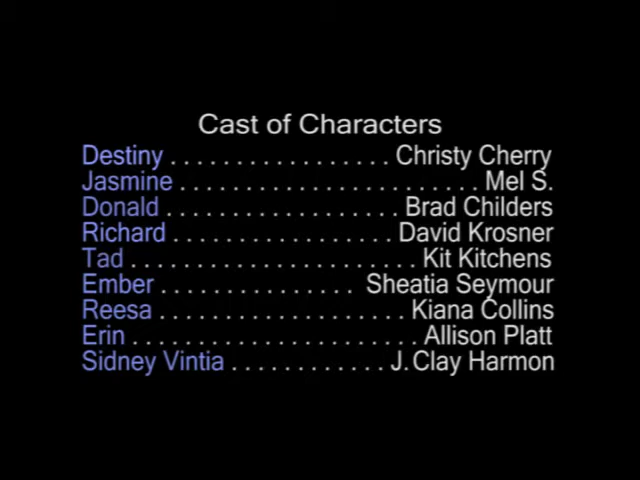 Cast of Characters
Destiny . . . . . . . . . . . . . . . . . Christy Cherry
Jasmine . . . . . . . . . . . . . . . . . . . . . . . Mel S.
Donald . . . . . . . . . . . . . . . . . . Brad Childers
Richard . . . . . . . . . . . . . . . . . David Krosner
Tad . . . . . . . . . . . . . . . . . . . . . . Kit Kitchens
Ember . . . . . . . . . . . . . . . Sheatia Seymour
Reesa . . . . . . . . . . . . . . . . . . . Kiana Collins
Erin . . . . . . . . . . . . . . . . . . . . . . Allison Platt
Sidney Vintia . . . . . . . . . . . . J. Clay Harmon